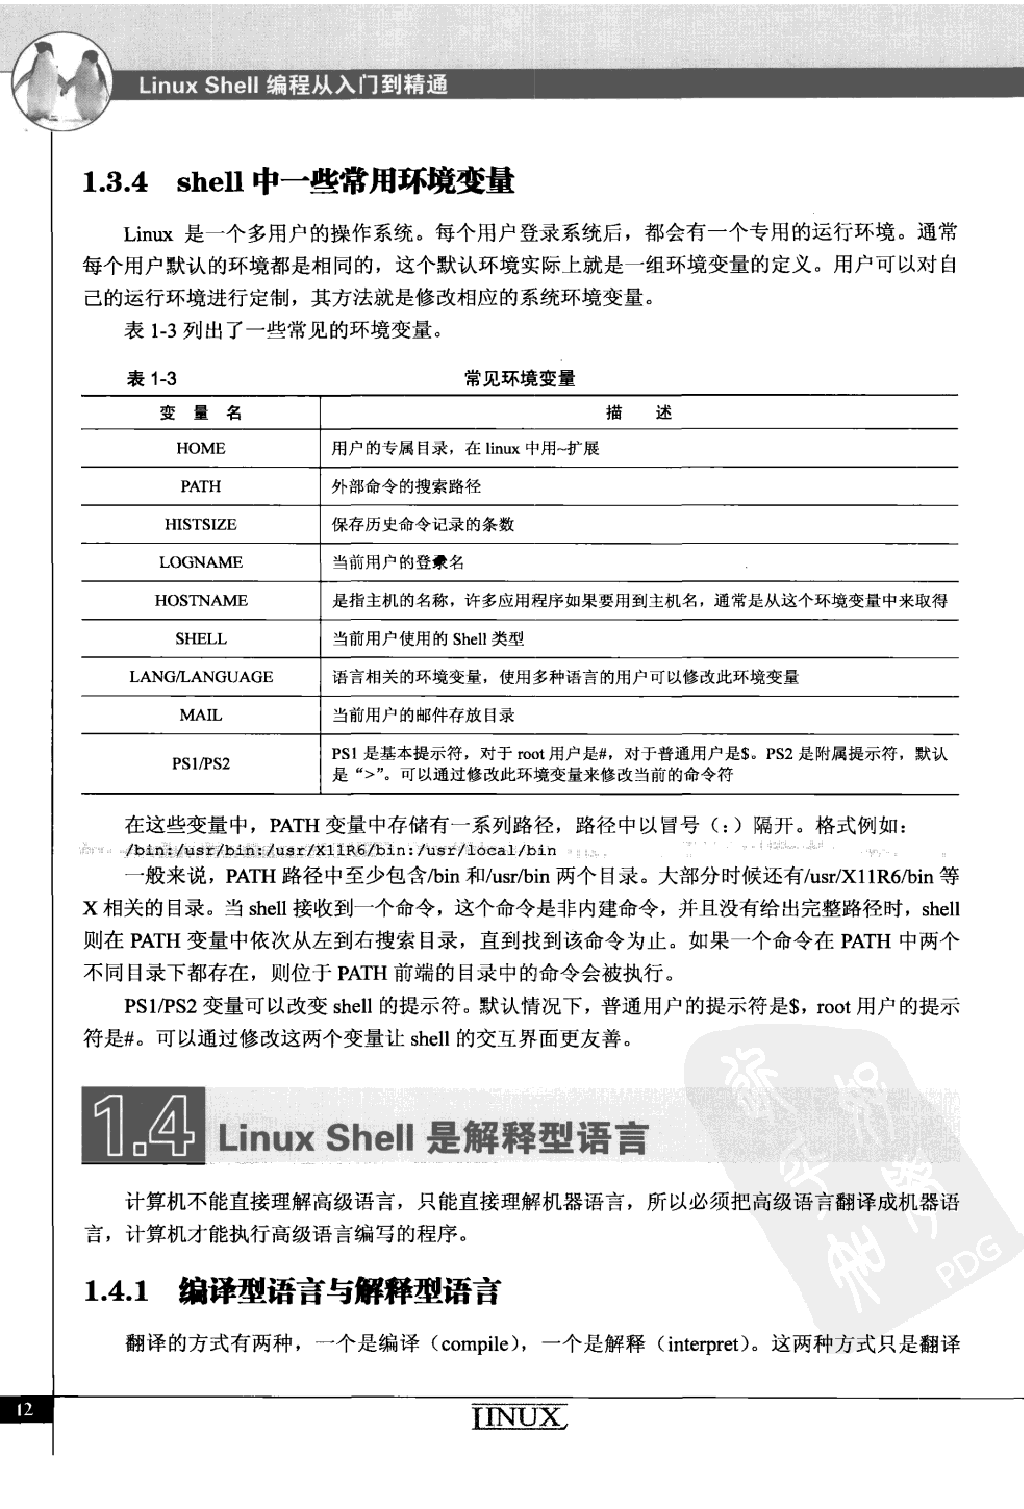 Linux Shell 编程从入门到精通
1.3.4 shell 中一些常用环境变量
Linux 是一个多用户的操作系统。每个用户登录系统后，都会有一个专用的运行环境。通常
每个用户默认的环境都是相同的，这个默认环境实际上就是一组环境变量的定义。用户可以对自
己的运行环境进行定制，其方法就是修改相应的系统环境变量。
表 1-3 列出了一些常见的环境变量。
表 1-3 常见环境变量
变 量 名 描 述
HOME 用户的专属目录，在 linux 中用~扩展
PATH 外部命令的搜索路径
HISTSIZE 保存历史命令记录的条数
LOGNAME 当前用户的登录名
HOSTNAME 是指主机的名称，许多应用程序如果要用到主机名，通常是从这个环境变量中来取得
SHELL 当前用户使用的 Shell 类型
LANG/LANGUAGE 语言相关的环境变量，使用多种语言的用户可以修改此环境变量
MAIL 当前用户的邮件存放目录
PS1/PS2 PS1 是基本提示符，对于 root 用户是#，对于普通用户是$。PS2 是附属提示符，默认
是“>”。可以通过修改此环境变量来修改当前的命令符
在这些变量中，PATH 变量中存储有一系列路径，路径中以冒号（:）隔开。格式例如：
/bin:/usr/bin:/usr/X11R6/bin:/usr/local/bin
一般来说，PATH 路径中至少包含/bin 和/usr/bin 两个目录。大部分时候还有/usr/X11R6/bin 等
X 相关的目录。当 shell 接收到一个命令，这个命令是非内建命令，并且没有给出完整路径时，shell
则在 PATH 变量中依次从左到右搜索目录，直到找到该命令为止。如果一个命令在 PATH 中两个
不同目录下都存在，则位于 PATH 前端的目录中的命令会被执行。
PS1/PS2 变量可以改变 shell 的提示符。默认情况下，普通用户的提示符是$，root 用户的提示
符是#。可以通过修改这两个变量让 shell 的交互界面更友善。
1.4 Linux Shell 是解释型语言
计算机不能直接理解高级语言，只能直接理解机器语言，所以必须把高级语言翻译成机器语
言，计算机才能执行高级语言编写的程序。
1.4.1 编译型语言与解释型语言
翻译的方式有两种，一个是编译（compile），一个是解释（interpret）。这两种方式只是翻译
PDG
12
LINUX